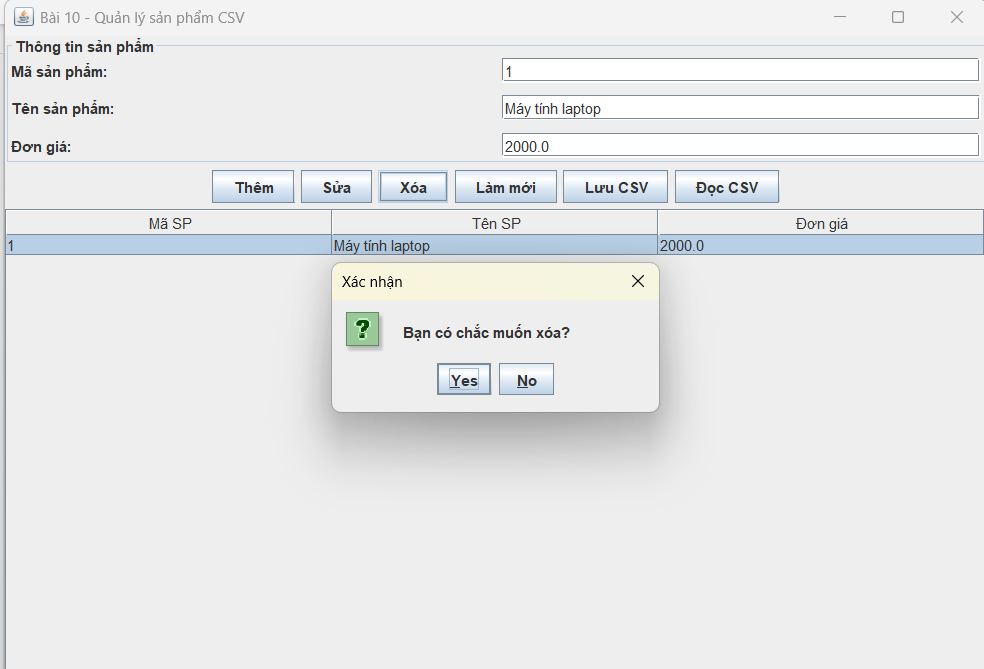 Bài 10 - Quản lý sản phẩm CSV
Thông tin sản phẩm
Mã sản phẩm: 1
Tên sản phẩm: Máy tính laptop
Đơn giá: 2000.0
Thêm Sửa Xóa Làm mới Lưu CSV Đọc CSV
Mã SP Tên SP Đơn giá
1 Máy tính laptop 2000.0
Xác nhận
?
Bạn có chắc muốn xóa?
Yes No